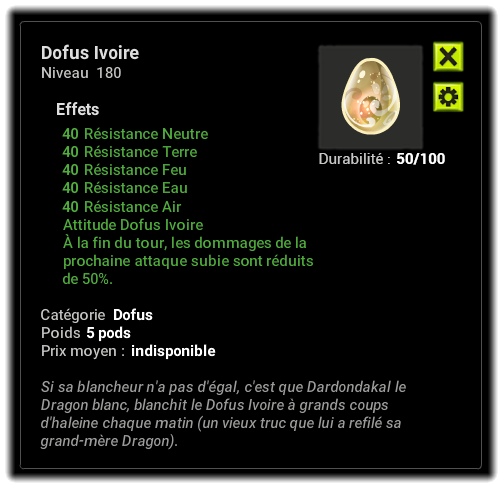 Dofus Ivoire
Niveau 180
Effets
40 Résistance Neutre
40 Résistance Terre
40 Résistance Feu
40 Résistance Eau
40 Résistance Air
Attitude Dofus Ivoire
À la fin du tour, les dommages de la
prochaine attaque subie sont réduits
de 50%.
Durabilité : 50/100
Catégorie Dofus
Poids 5 pods
Prix moyen : indisponible
Si sa blancheur n'a pas d'égal, c'est que Dardondakal le
Dragon blanc, blanchit le Dofus Ivoire à grands coups
d'haleine chaque matin (un vieux truc que lui a refilé sa
grand-mère Dragon).